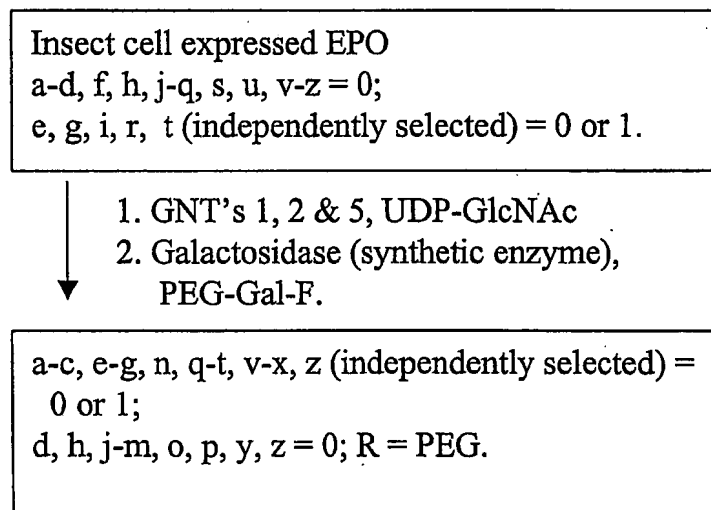 Insect cell expressed EPO
a-d, f, h, j-q, s, u, v-z = 0;
e, g, i, r, t (independently selected) = 0 or 1.
1. GNT's 1, 2 & 5, UDP-GlcNAc
2. Galactosidase (synthetic enzyme),
PEG-Gal-F.
a-c, e-g, n, q-t, v-x, z (independently selected) =
0 or 1;
d, h, j-m, o, p, y, z = 0; R = PEG.